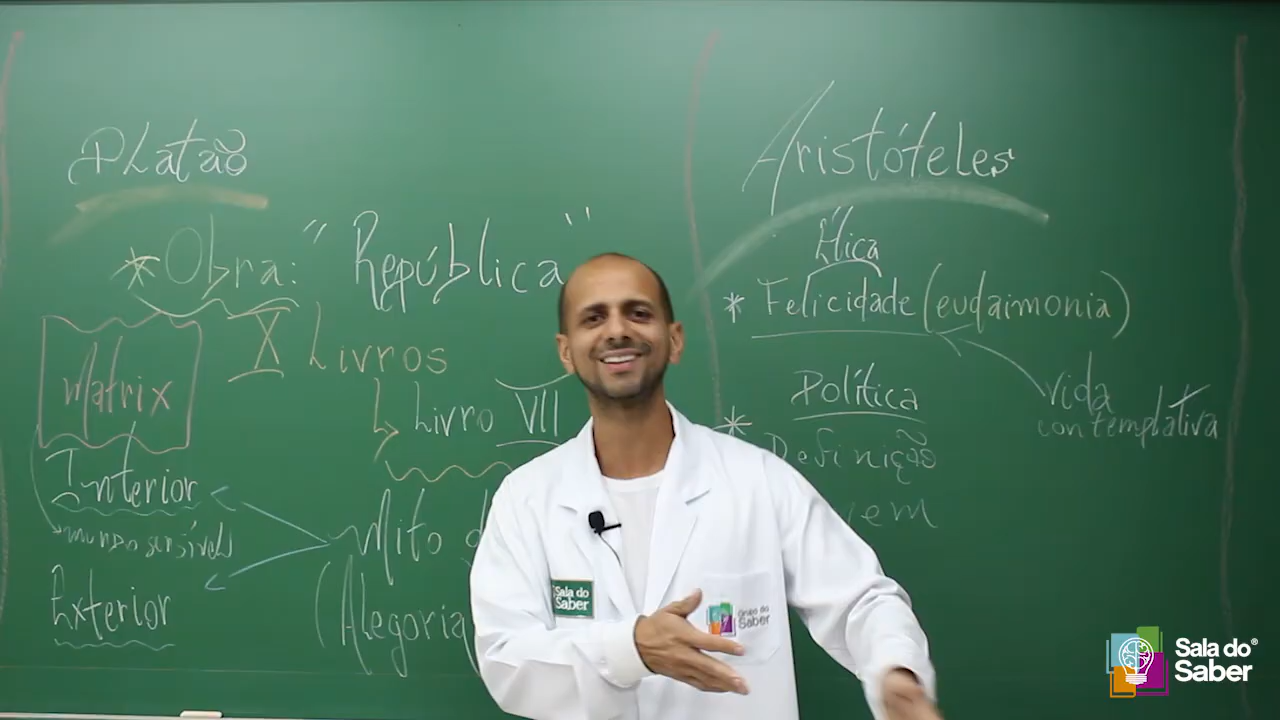 Platão
* Obra: "República"
X Livros
Livro VII
Matrix
Interior
mundo sensível
Exterior
Mito d
(Alegoria
Aristóteles
Ética
* Felicidade (eudaimonia)
vida
contemplativa
Política
* Definição
em
Sala do
Saber
Grupo do
Saber
Sala do®
Saber